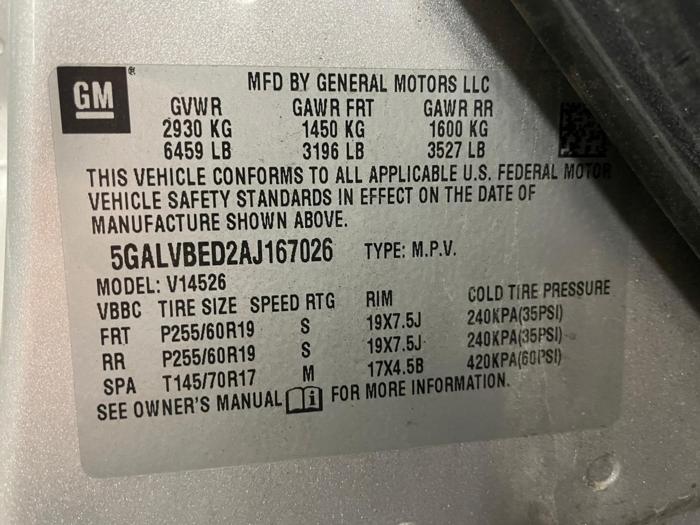 GM
MFD BY GENERAL MOTORS LLC
GVWR GAWR FRT GAWR RR
2930 KG 1450 KG 1600 KG
6459 LB 3196 LB 3527 LB
THIS VEHICLE CONFORMS TO ALL APPLICABLE U.S. FEDERAL MOTOR
VEHICLE SAFETY STANDARDS IN EFFECT ON THE DATE OF
MANUFACTURE SHOWN ABOVE.
5GALVBED2AJ167026 TYPE: M.P.V.
MODEL: V14526
VBBC TIRE SIZE SPEED RTG RIM COLD TIRE PRESSURE
FRT P255/60R19 S 19X7.5J 240KPA(35PSI)
RR P255/60R19 S 19X7.5J 240KPA(35PSI)
SPA T145/70R17 M 17X4.5B 420KPA(60PSI)
SEE OWNER'S MANUAL i FOR MORE INFORMATION.